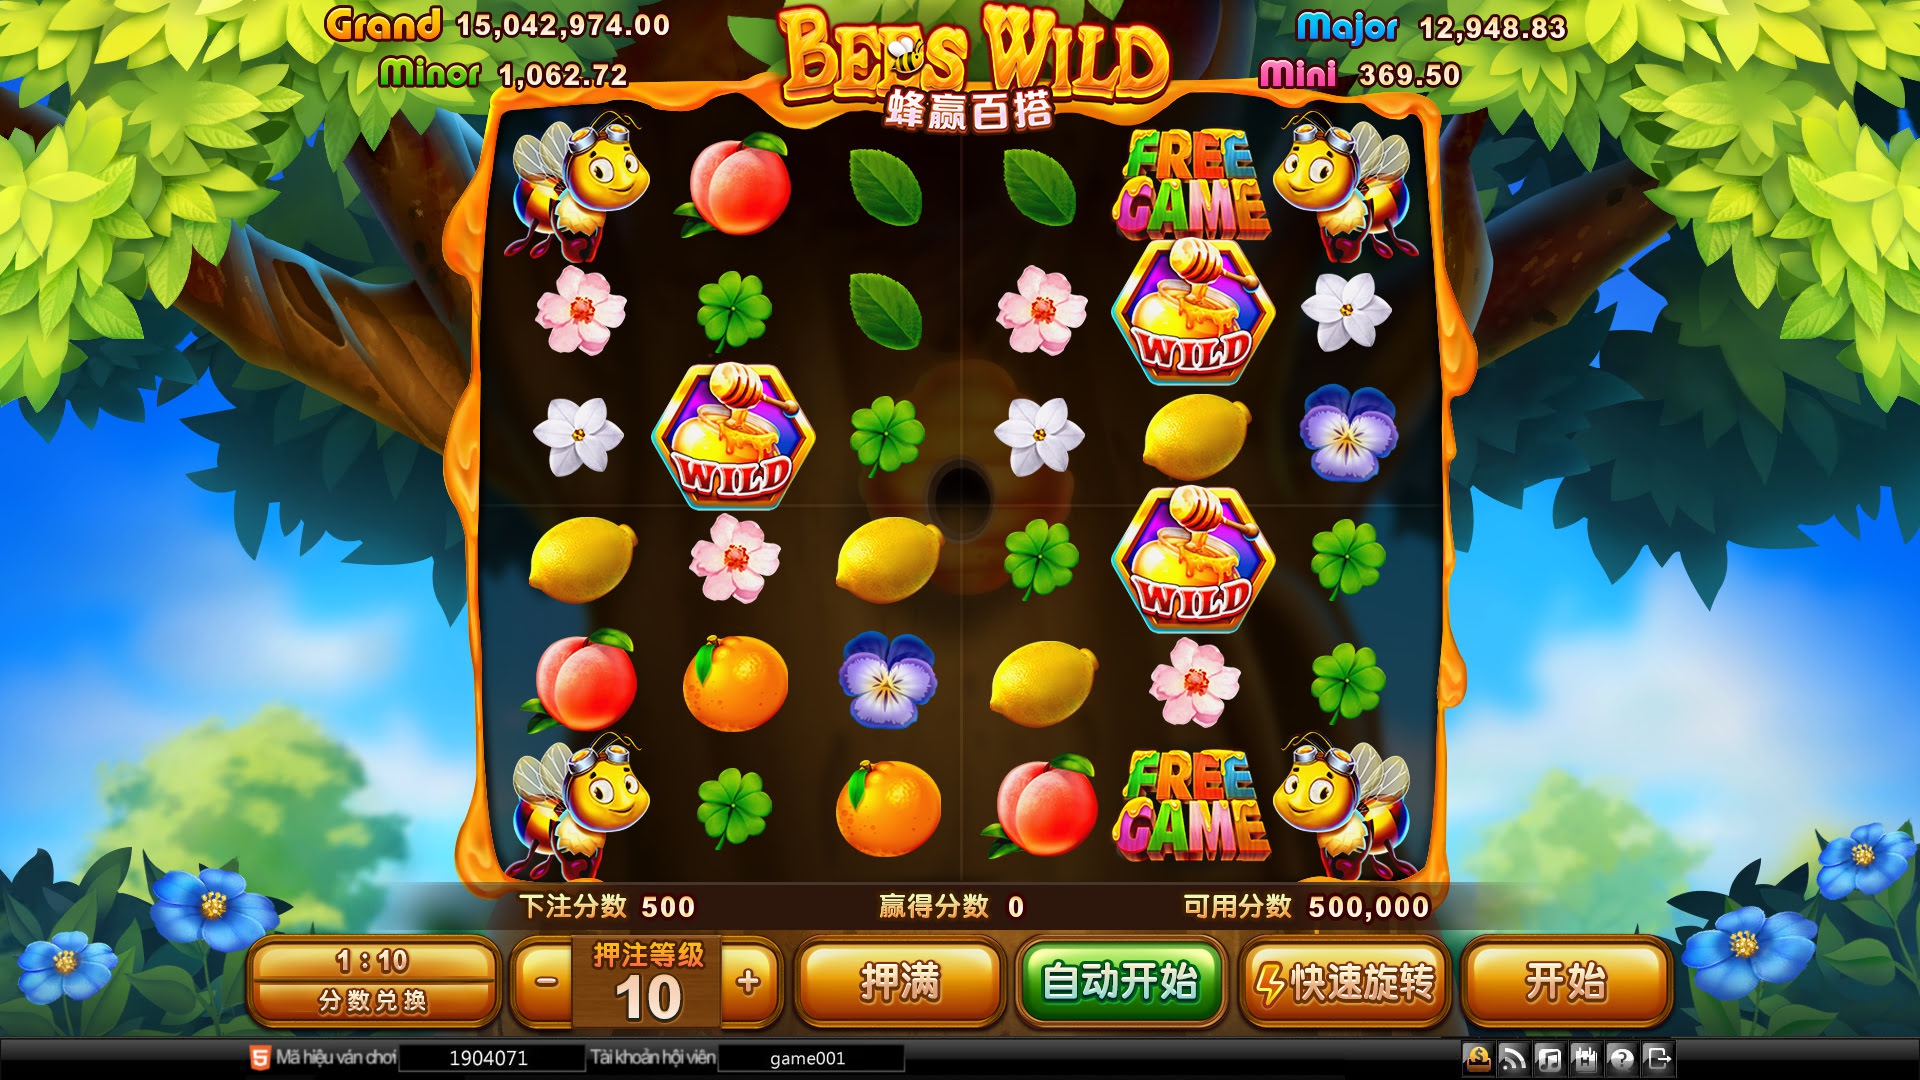 Grand 15,042,974.00
Minor 1,062.72
BEES WILD
蜂赢百搭
Major 12,948.83
Mini 369.50
FREE GAME
WILD
WILD
WILD
FREE GAME
下注分数 500
赢得分数 0
可用分数 500,000
1 : 10
分数兑换
-
押注等级
10
+
押满
自动开始
快速旋转
开始
5 Mã hiệu ván chơi 1904071 Tài khoản hội viên game001